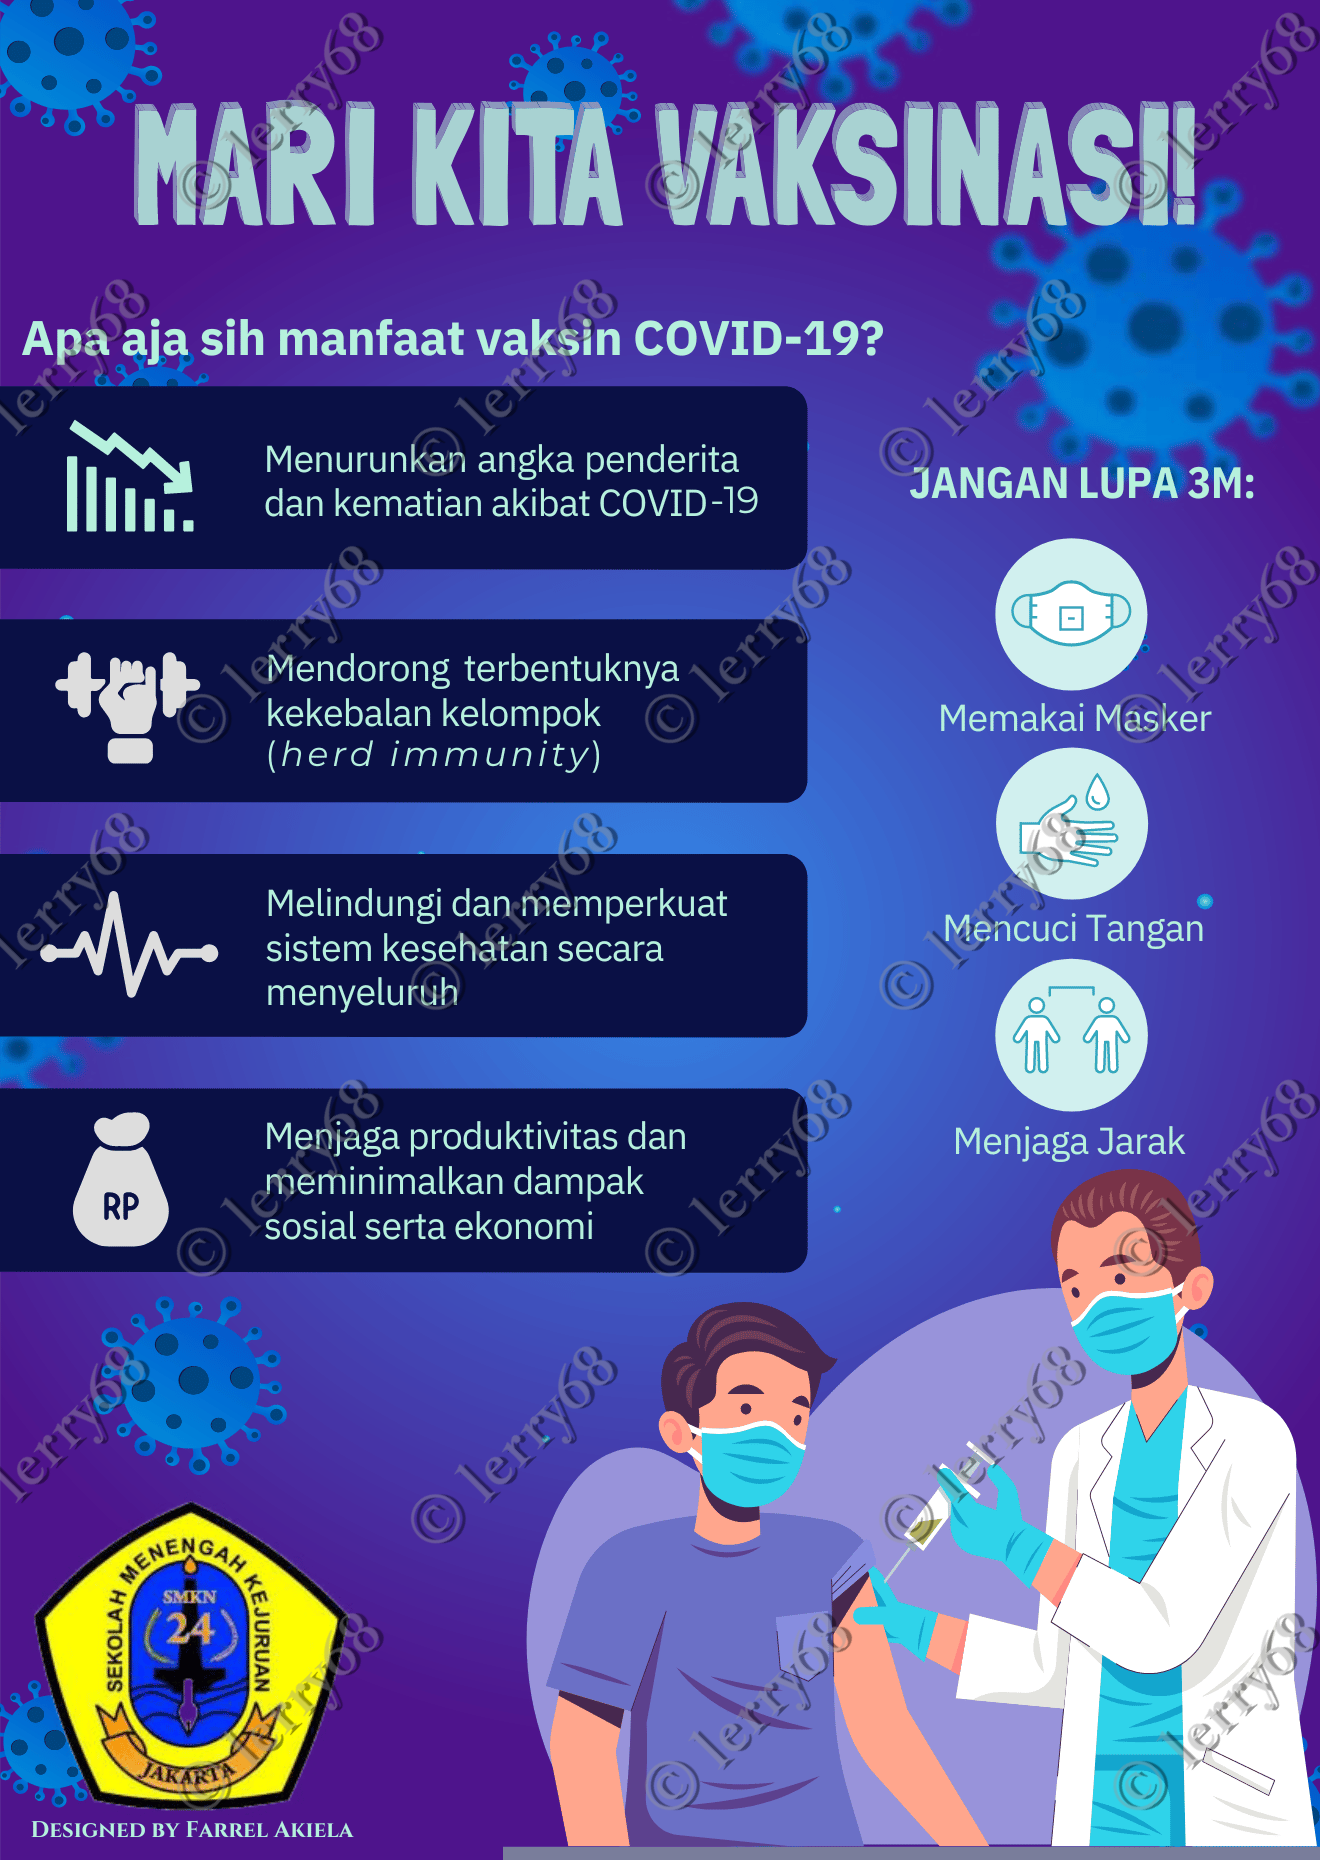 MARI KITA VAKSINASI!
Apa aja sih manfaat vaksin COVID-19?
Menurunkan angka penderita
dan kematian akibat COVID-19
Mendorong terbentuknya
kekebalan kelompok
(herd immunity)
Melindungi dan memperkuat
sistem kesehatan secara
menyeluruh
RP
Menjaga produktivitas dan
meminimalkan dampak
sosial serta ekonomi
JANGAN LUPA 3M:
Memakai Masker
Mencuci Tangan
Menjaga Jarak
SEKOLAH MENENGAH KEJURUAN
SMKN
24
JAKARTA
DESIGNED BY FARREL AKIELA
© lerry68